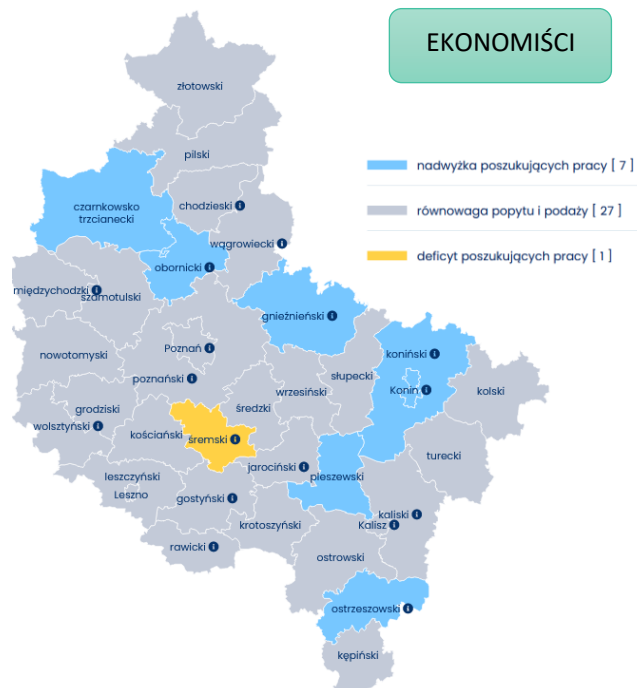 EKONOMIŚCI
złotowski
nadwyżka poszukujących pracy [ 7 ]
pilski
chodzieski
czarnkowsko
trzcianecki
równowaga popytu i podaży [ 27 ]
wągrowiecki
deficyt poszukujących pracy [ 1 ]
obornicki
międzychodzki
szamotulski
gnieźnieński
Poznań
koniński
nowotomyski
słupecki
poznański
Konin
kolski
wrzesiński
grodziski
średzki
wolsztyński
kościański
śremski
turecki
jarociński
leszczyński
pleszewski
Leszno
gostyński
kaliski
Kalisz
krotoszyński
rawicki
ostrowski
ostrzeszowski
kępiński